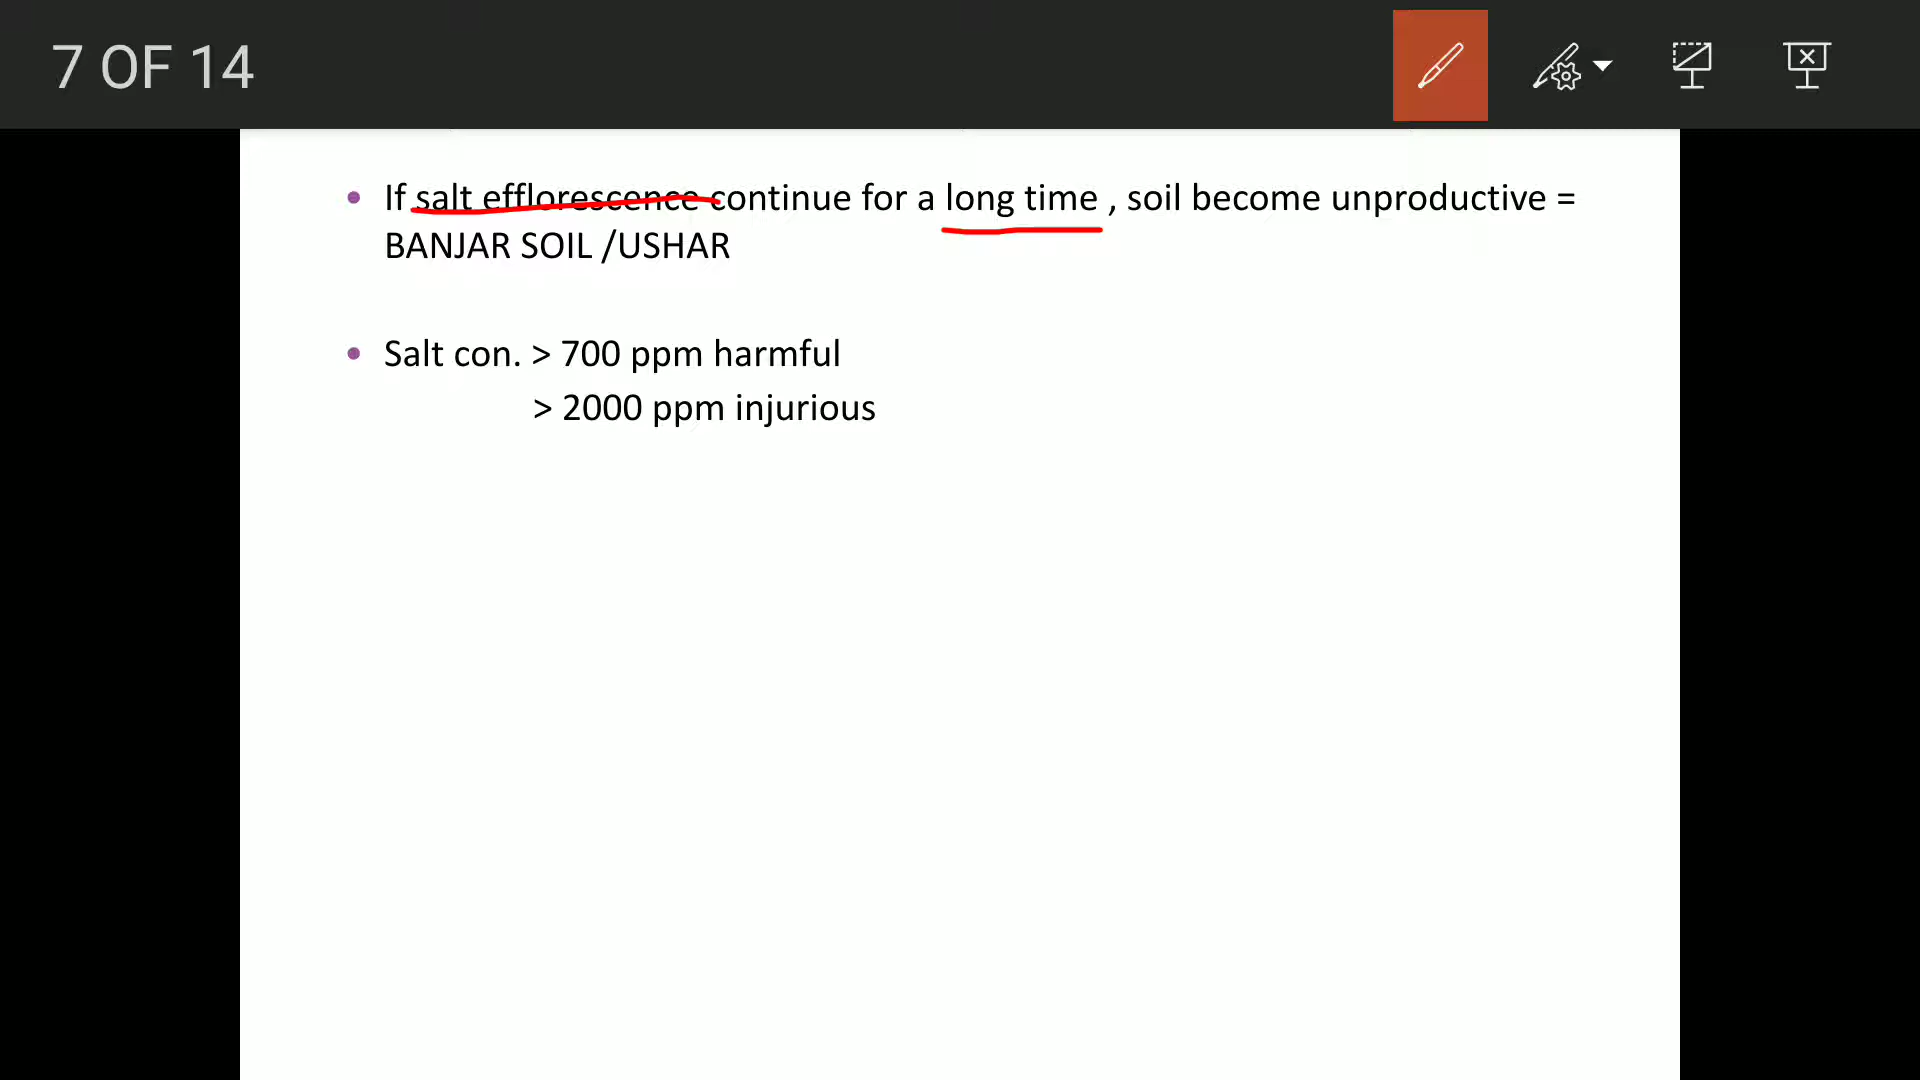 7 OF 14
If salt efflorescence continue for a long time , soil become unproductive =
BANJAR SOIL /USHAR
Salt con. > 700 ppm harmful
> 2000 ppm injurious